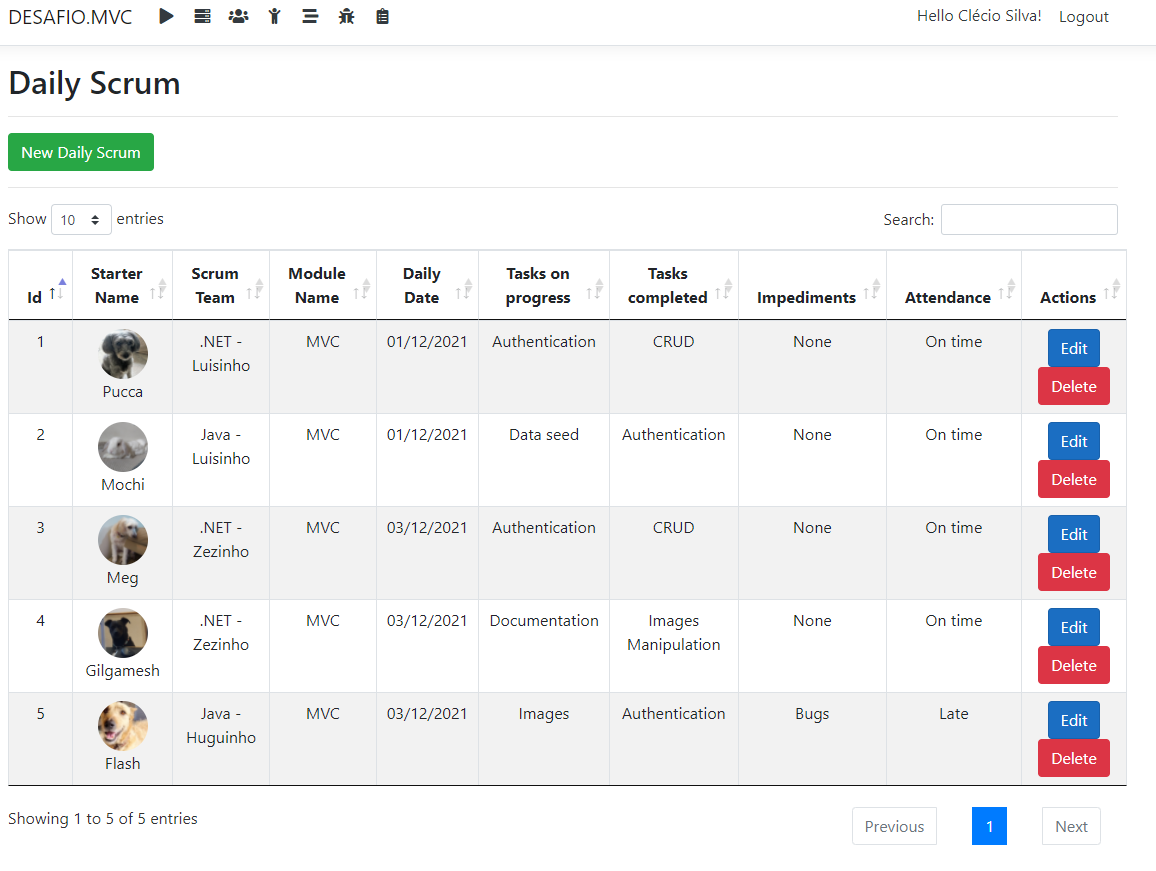 DESAFIO.MVC Hello Clécio Silva! Logout
Daily Scrum
New Daily Scrum
Show 10 entries Search:
Id Starter Name Scrum Team Module Name Daily Date Tasks on progress Tasks completed Impediments Attendance Actions
1 Pucca .NET - Luisinho MVC 01/12/2021 Authentication CRUD None On time Edit Delete
2 Mochi Java - Luisinho MVC 01/12/2021 Data seed Authentication None On time Edit Delete
3 Meg .NET - Zezinho MVC 03/12/2021 Authentication CRUD None On time Edit Delete
4 Gilgamesh .NET - Zezinho MVC 03/12/2021 Documentation Images Manipulation None On time Edit Delete
5 Flash Java - Huguinho MVC 03/12/2021 Images Authentication Bugs Late Edit Delete
Showing 1 to 5 of 5 entries Previous 1 Next